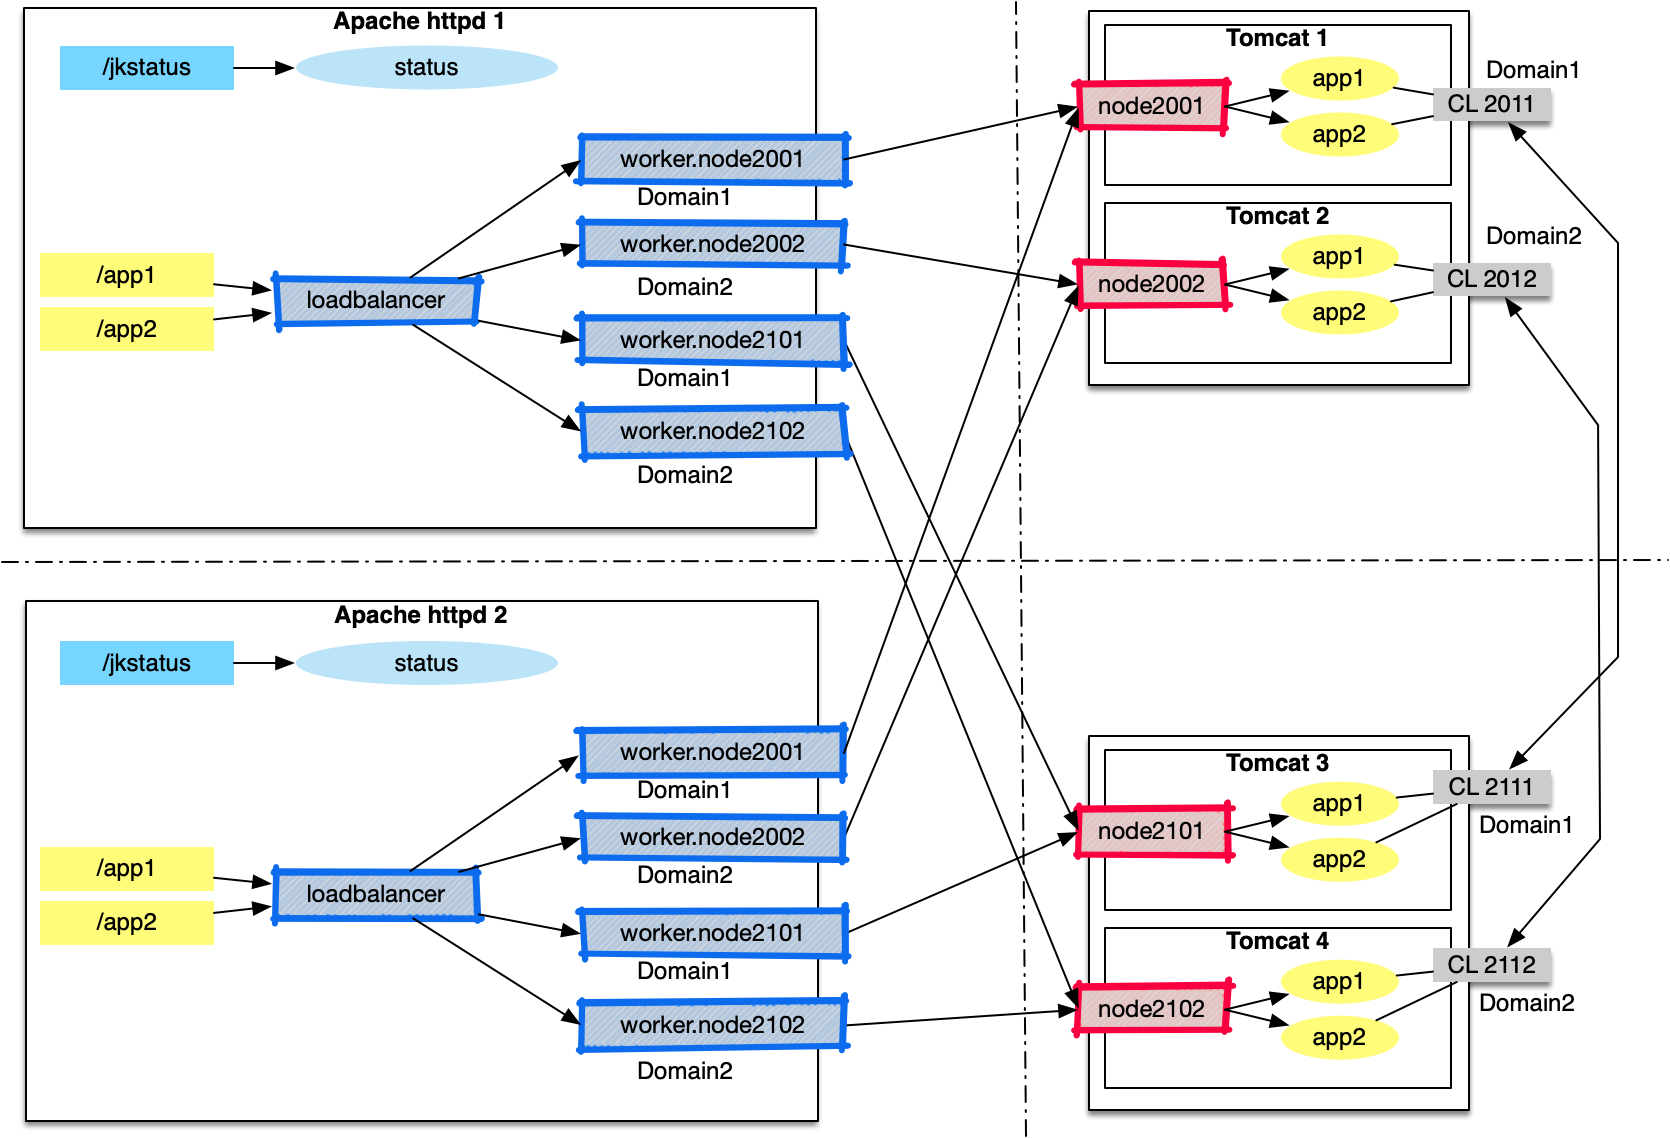 Apache httpd 1
/jkstatus
status
worker.node2001
Domain1
worker.node2002
Domain2
/app1
/app2
loadbalancer
worker.node2101
Domain1
worker.node2102
Domain2
Tomcat 1
node2001
app1
app2
Domain1
CL 2011
Tomcat 2
node2002
app1
app2
Domain2
CL 2012
Apache httpd 2
/jkstatus
status
worker.node2001
Domain1
worker.node2002
Domain2
/app1
/app2
loadbalancer
worker.node2101
Domain1
worker.node2102
Domain2
Tomcat 3
node2101
app1
app2
CL 2111
Domain1
Tomcat 4
node2102
app1
app2
CL 2112
Domain2